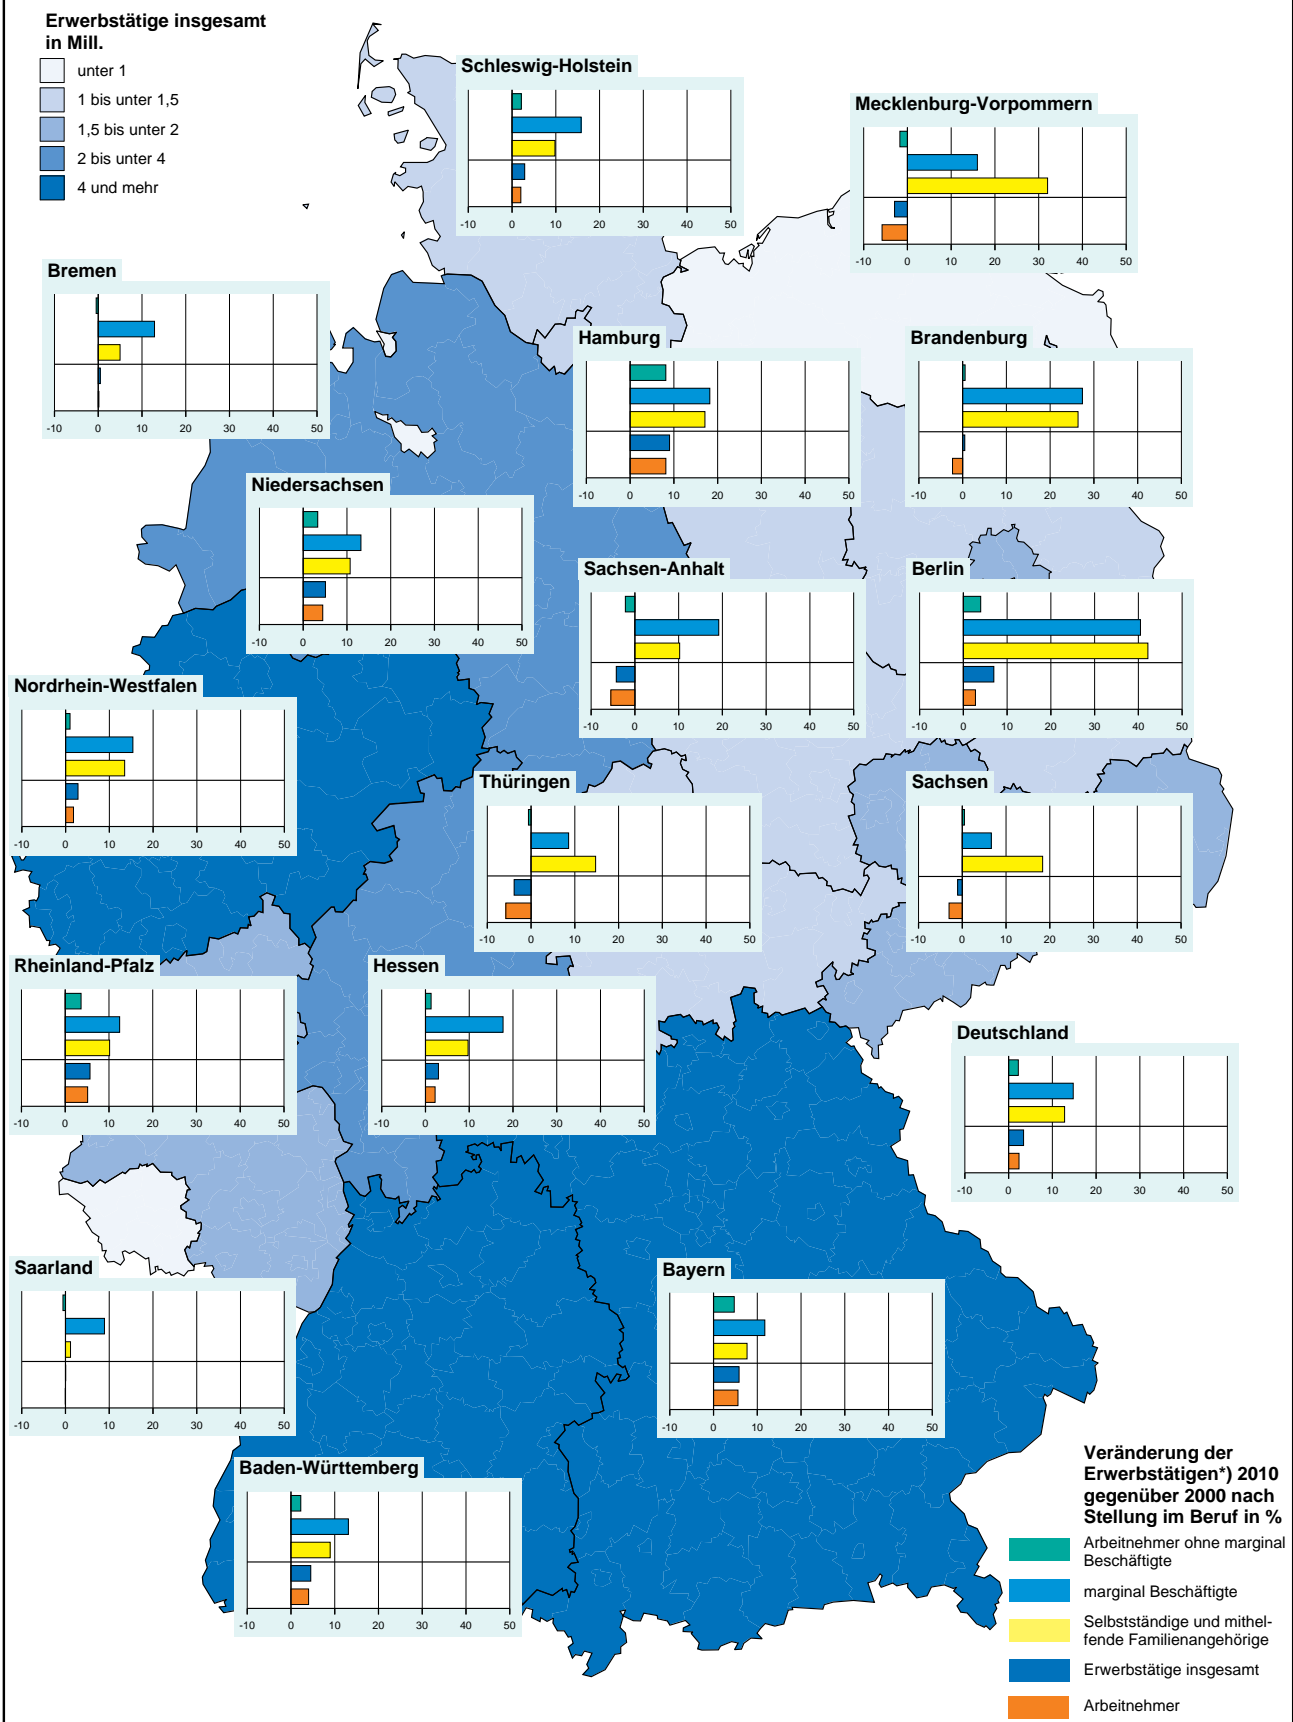 Erwerbstätige insgesamt
in Mill.
unter 1
1 bis unter 1,5
1,5 bis unter 2
2 bis unter 4
4 und mehr
Schleswig-Holstein
-10 0 10 20 30 40 50
Mecklenburg-Vorpommern
-10 0 10 20 30 40 50
Bremen
-10 0 10 20 30 40 50
Hamburg
-10 0 10 20 30 40 50
Brandenburg
-10 0 10 20 30 40 50
Niedersachsen
-10 0 10 20 30 40 50
Sachsen-Anhalt
-10 0 10 20 30 40 50
Berlin
-10 0 10 20 30 40 50
Nordrhein-Westfalen
-10 0 10 20 30 40 50
Thüringen
-10 0 10 20 30 40 50
Sachsen
-10 0 10 20 30 40 50
Rheinland-Pfalz
-10 0 10 20 30 40 50
Hessen
-10 0 10 20 30 40 50
Deutschland
-10 0 10 20 30 40 50
Saarland
-10 0 10 20 30 40 50
Bayern
-10 0 10 20 30 40 50
Baden-Württemberg
-10 0 10 20 30 40 50
Veränderung der
Erwerbstätigen*) 2010
gegenüber 2000 nach
Stellung im Beruf in %
Arbeitnehmer ohne marginal
Beschäftigte
marginal Beschäftigte
Selbstständige und mithel-
fende Familienangehörige
Erwerbstätige insgesamt
Arbeitnehmer